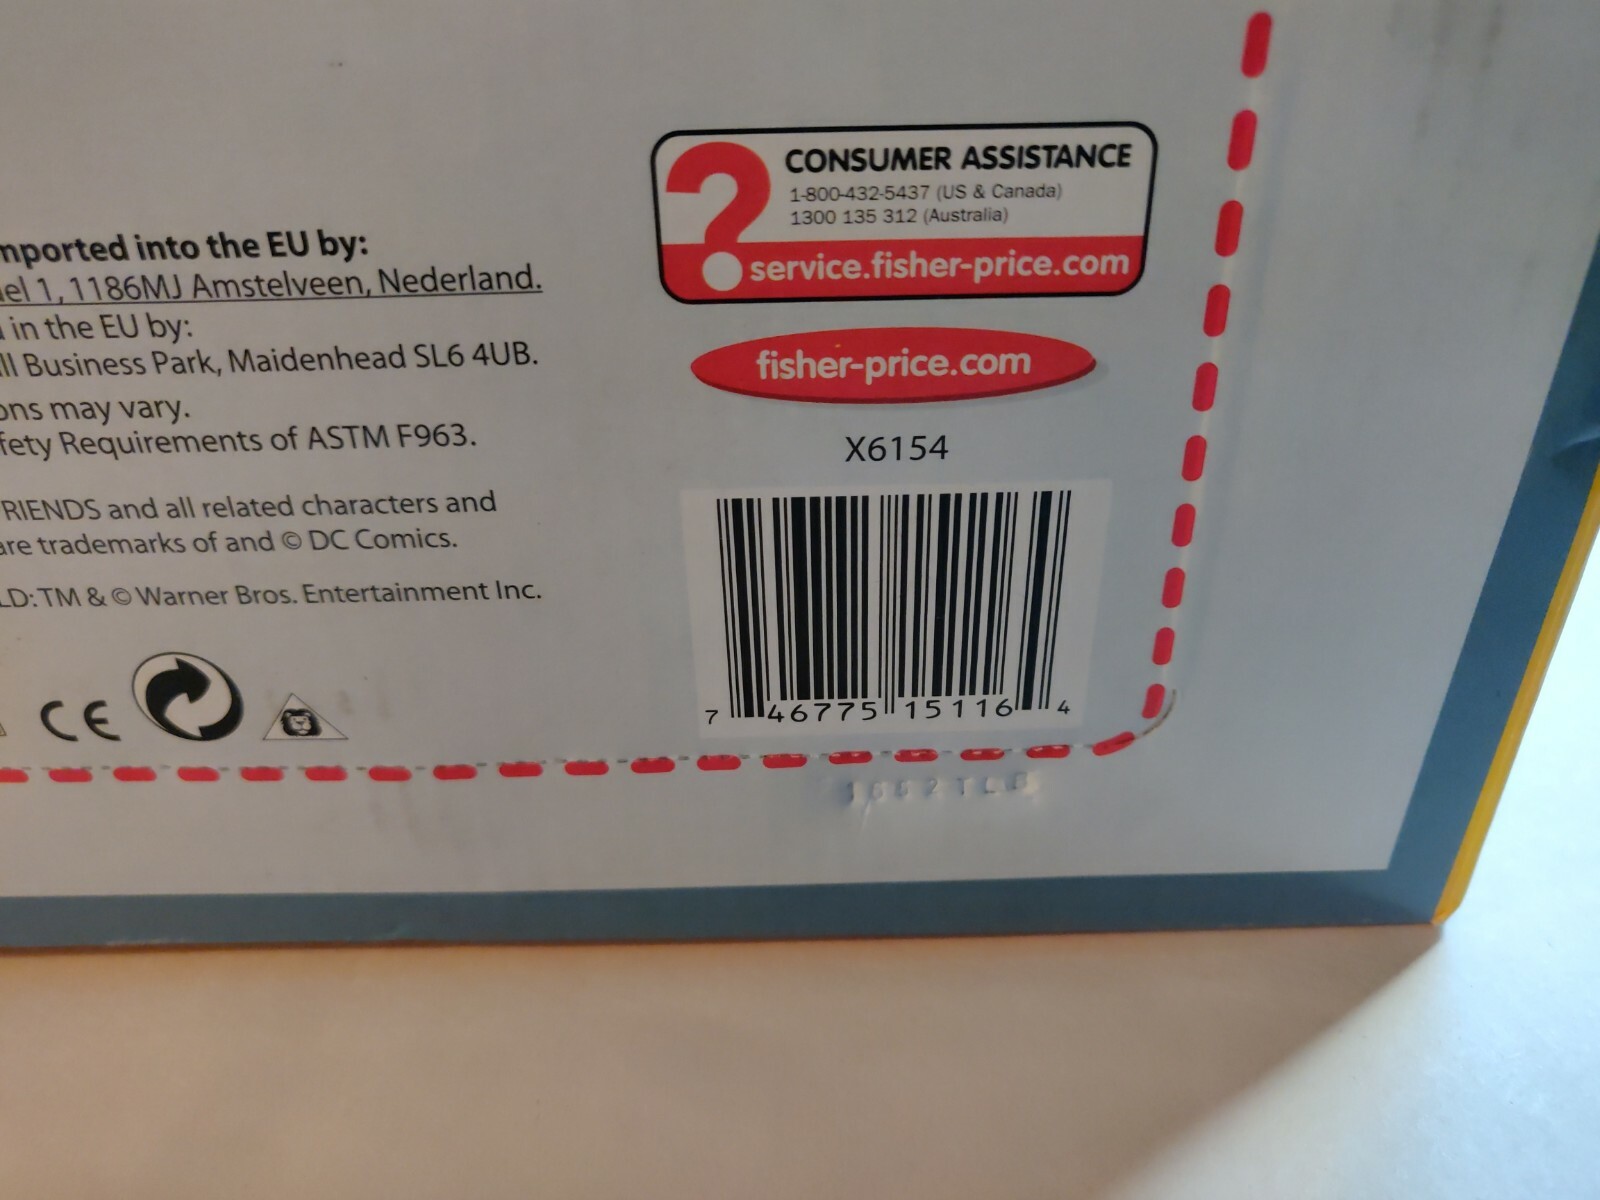 mported into the EU by:
el 1, 1186MJ Amstelveen, Nederland.
in the EU by:
ll Business Park, Maidenhead SL6 4UB.
ons may vary.
fety Requirements of ASTM F963.
RIENDS and all related characters and
are trademarks of and © DC Comics.
LD: TM & © Warner Bros. Entertainment Inc.
CE
CONSUMER ASSISTANCE
1-800-432-5437 (US & Canada)
1300 135 312 (Australia)
service.fisher-price.com
fisher-price.com
X6154
7 46775 15116 4